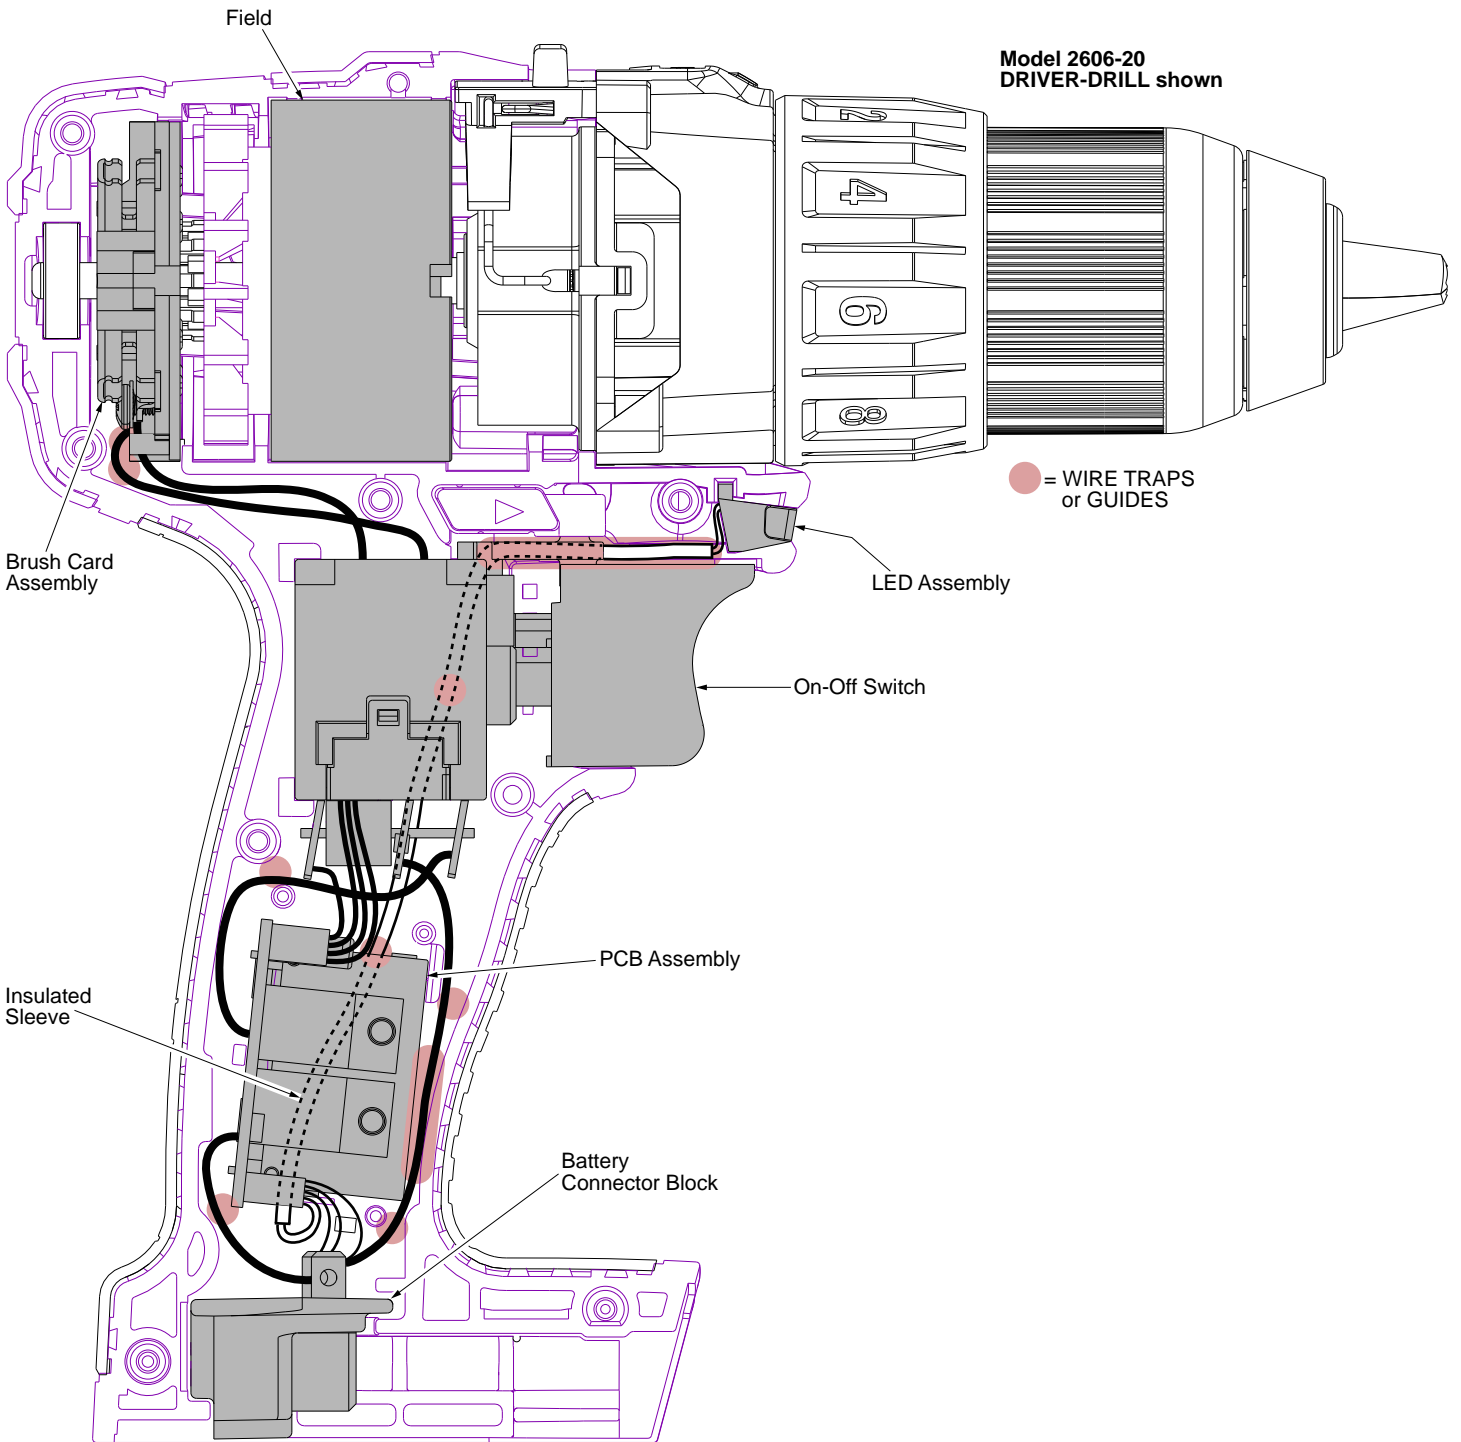 Field
Model 2606-20
DRIVER-DRILL shown
2
4
6
8
= WIRE TRAPS
or GUIDES
Brush Card
Assembly
LED Assembly
On-Off Switch
PCB Assembly
Insulated
Sleeve
Battery
Connector Block